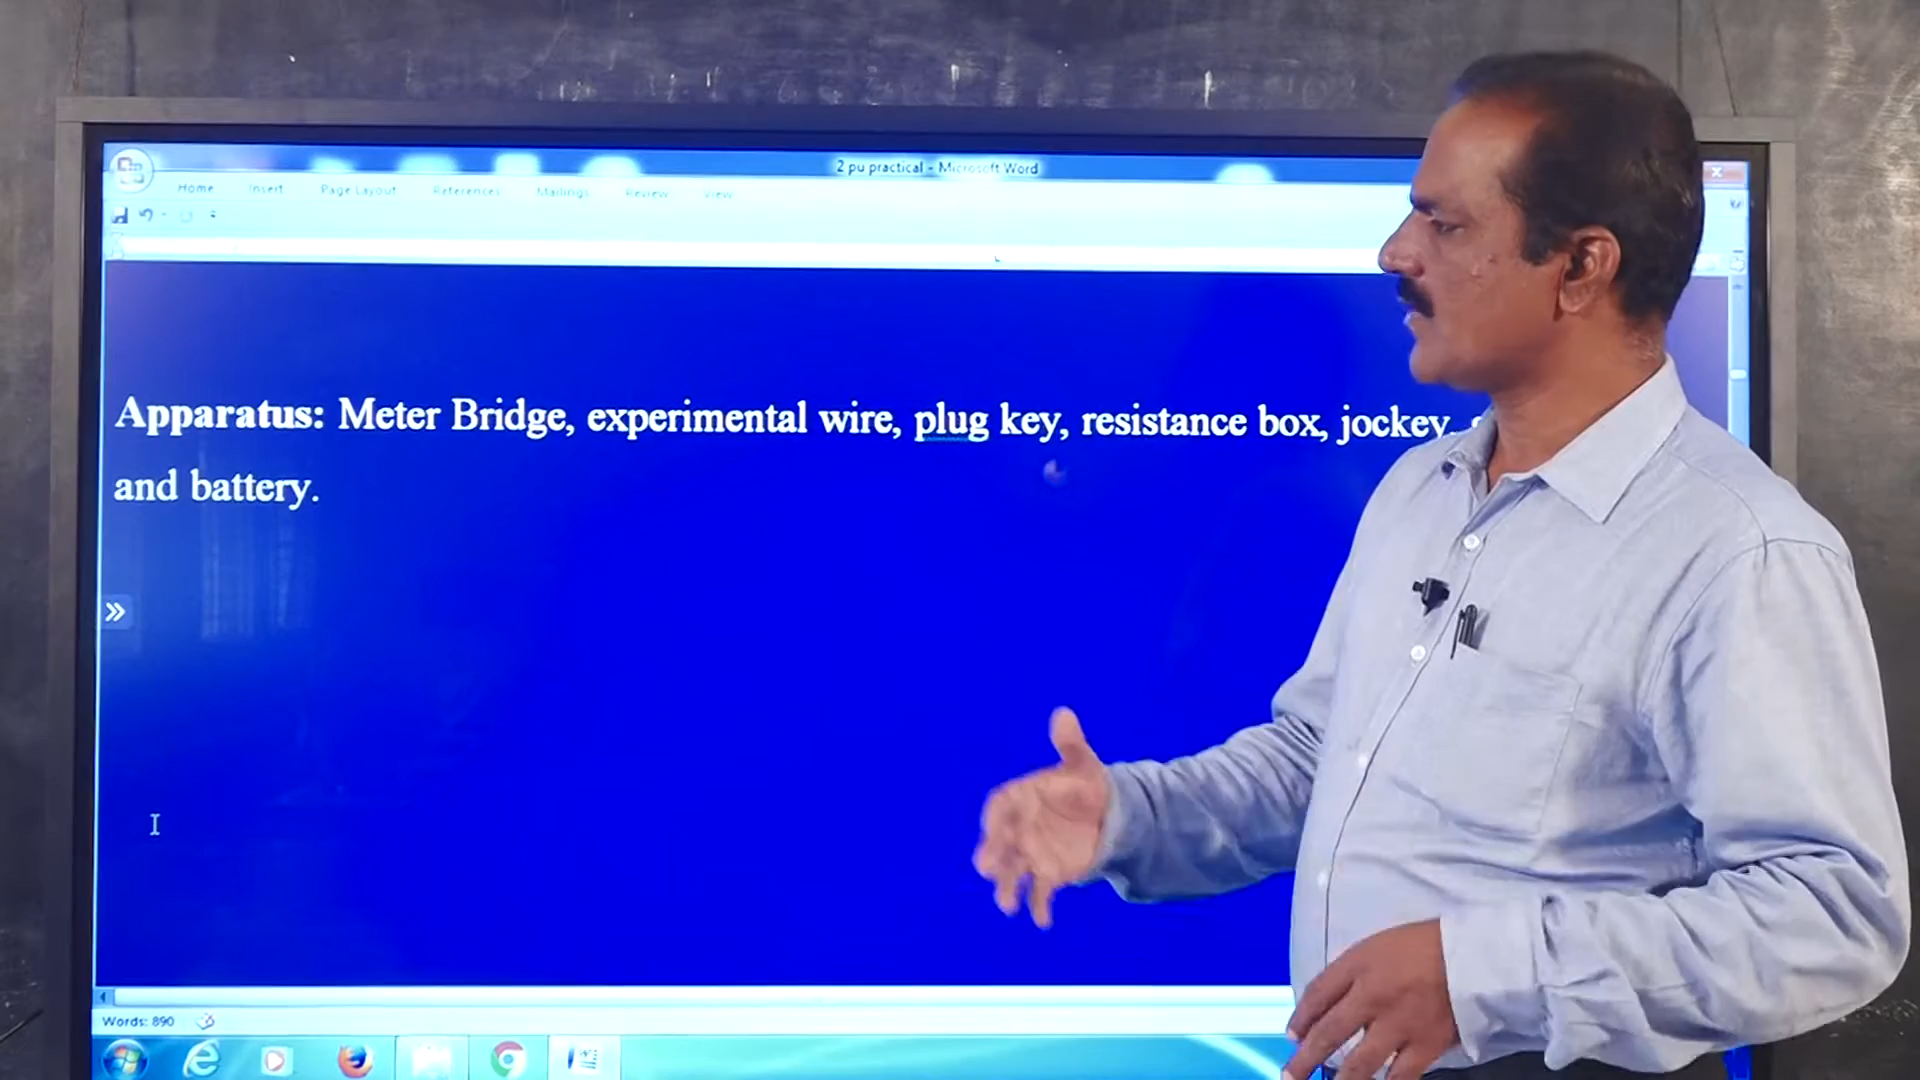 2 pu practical - Microsoft Word
Home Insert Page Layout References Mailings Review View
Apparatus: Meter Bridge, experimental wire, plug key, resistance box, jockey,
and battery.
Words: 890